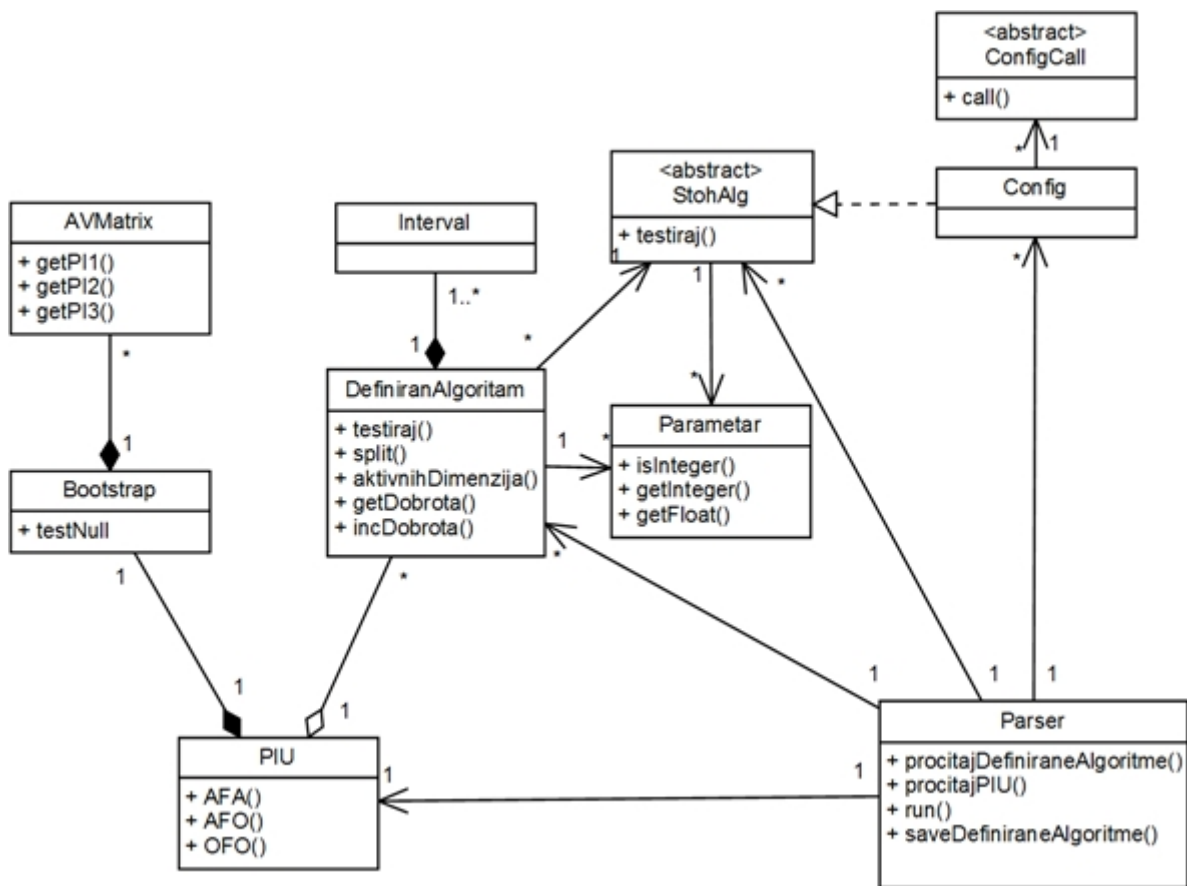 <abstract>
ConfigCall
+ call()
* 1
<abstract>
StohAlg
+ testiraj()
Config
AVMatrix
+ getPI1()
+ getPI2()
+ getPI3()
Interval
1 1 * *
1..*
*
1 *
DefiniranAlgoritam
+ testiraj()
+ split()
+ aktivnihDimenzija()
+ getDobrota()
+ incDobrota()
*
Parametar
+ isInteger()
+ getInteger()
+ getFloat()
1 *
1
Bootstrap
+ testNull
1 * *
1 1
1 1 1
PIU
+ AFA()
+ AFO()
+ OFO()
1 1
Parser
+ procitajDefiniraneAlgoritme()
+ procitajPIU()
+ run()
+ saveDefiniraneAlgoritme()